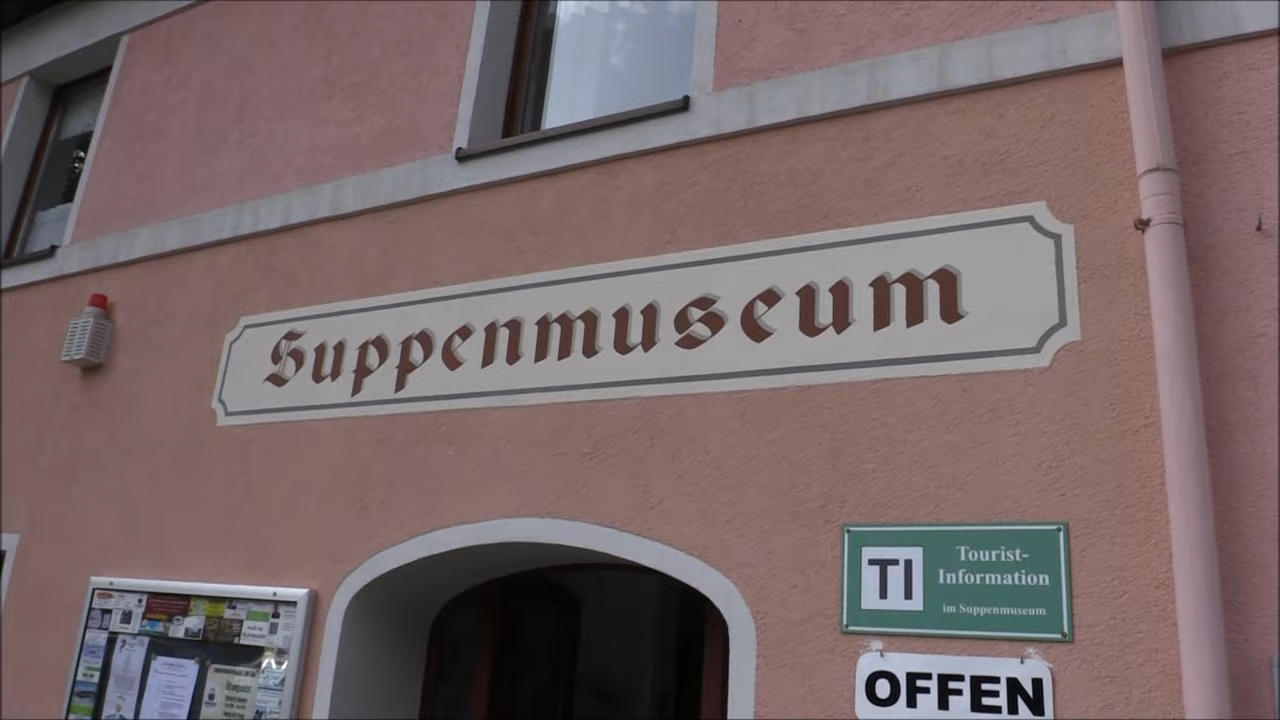 Suppenmuseum
TI
Tourist-
Information
im Suppenmuseum
OFFEN